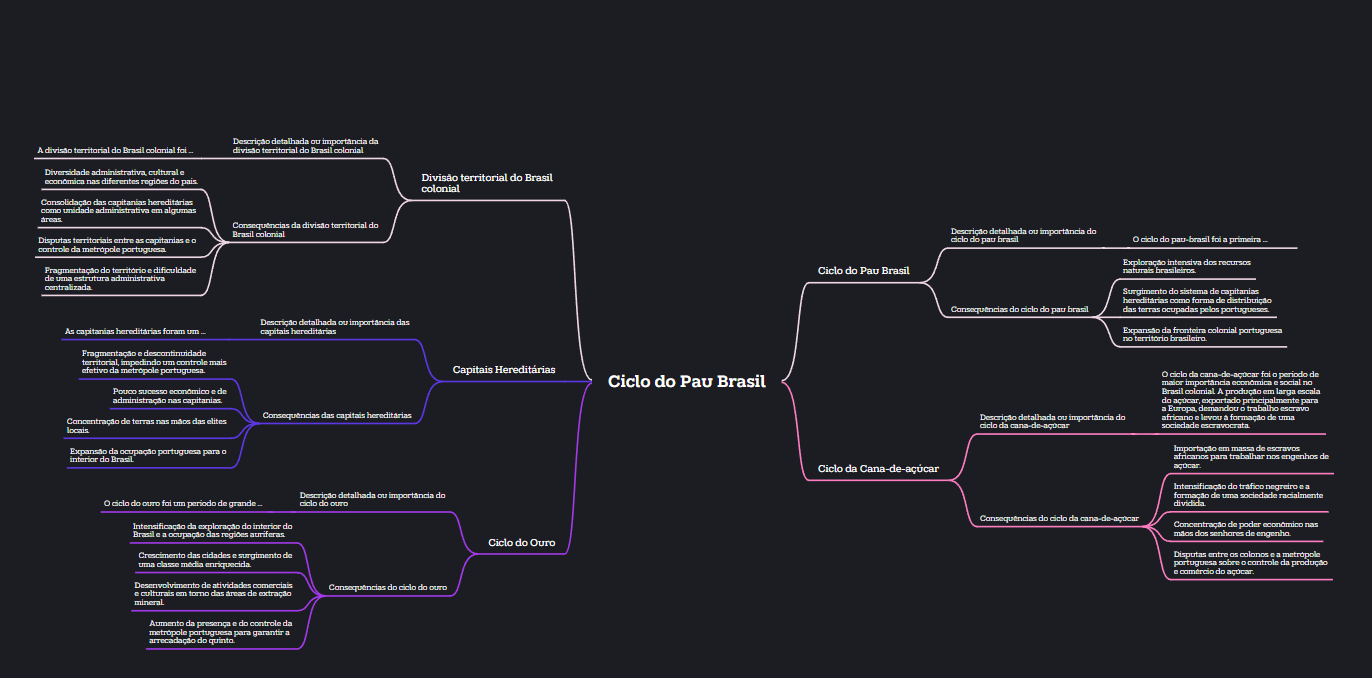 Ciclo do Pau Brasil
Divisão territorial do Brasil
colonial
Descrição detalhada ou importância da
divisão territorial do Brasil colonial
A divisão territorial do Brasil colonial foi ...
Consequências da divisão territorial do
Brasil colonial
Diversidade administrativa, cultural e
econômica nas diferentes regiões do país.
Consolidação das capitanias hereditárias
como unidade administrativa em algumas
áreas.
Disputas territoriais entre as capitanias e o
controle da metrópole portuguesa.
Fragmentação do território e dificuldade
de uma estrutura administrativa
centralizada.
Capitais Hereditárias
Descrição detalhada ou importância das
capitais hereditárias
As capitanias hereditárias foram um ...
Consequências das capitais hereditárias
Fragmentação e descontinuidade
territorial, impedindo um controle mais
efetivo da metrópole portuguesa.
Pouco sucesso econômico e de
administração nas capitanias.
Concentração de terras nas mãos das elites
locais.
Expansão da ocupação portuguesa para o
interior do Brasil.
Ciclo do Ouro
Descrição detalhada ou importância do
ciclo do ouro
O ciclo do ouro foi um período de grande ...
Consequências do ciclo do ouro
Intensificação da exploração do interior do
Brasil e a ocupação das regiões auríferas.
Crescimento das cidades e surgimento de
uma classe média enriquecida.
Desenvolvimento de atividades comerciais
e culturais em torno das áreas de extração
mineral.
Aumento da presença e do controle da
metrópole portuguesa para garantir a
arrecadação do quinto.
Ciclo do Pau Brasil
Descrição detalhada ou importância do
ciclo do pau brasil
O ciclo do pau-brasil foi a primeira ...
Consequências do ciclo do pau brasil
Exploração intensiva dos recursos
naturais brasileiros.
Surgimento do sistema de capitanias
hereditárias como forma de distribuição
das terras ocupadas pelos portugueses.
Expansão da fronteira colonial portuguesa
no território brasileiro.
Ciclo da Cana-de-açúcar
Descrição detalhada ou importância do
ciclo da cana-de-açúcar
O ciclo da cana-de-açúcar foi o período de
maior importância econômica e social no
Brasil colonial. A produção em larga escala
do açúcar, exportado principalmente para
a Europa, demandou o trabalho escravo
africano e levou à formação de uma
sociedade escravocrata.
Consequências do ciclo da cana-de-açúcar
Importação em massa de escravos
africanos para trabalhar nos engenhos de
açúcar.
Intensificação do tráfico negreiro e a
formação de uma sociedade racialmente
dividida.
Concentração de poder econômico nas
mãos dos senhores de engenho.
Disputas entre os colonos e a metrópole
portuguesa sobre o controle da produção
e comércio do açúcar.